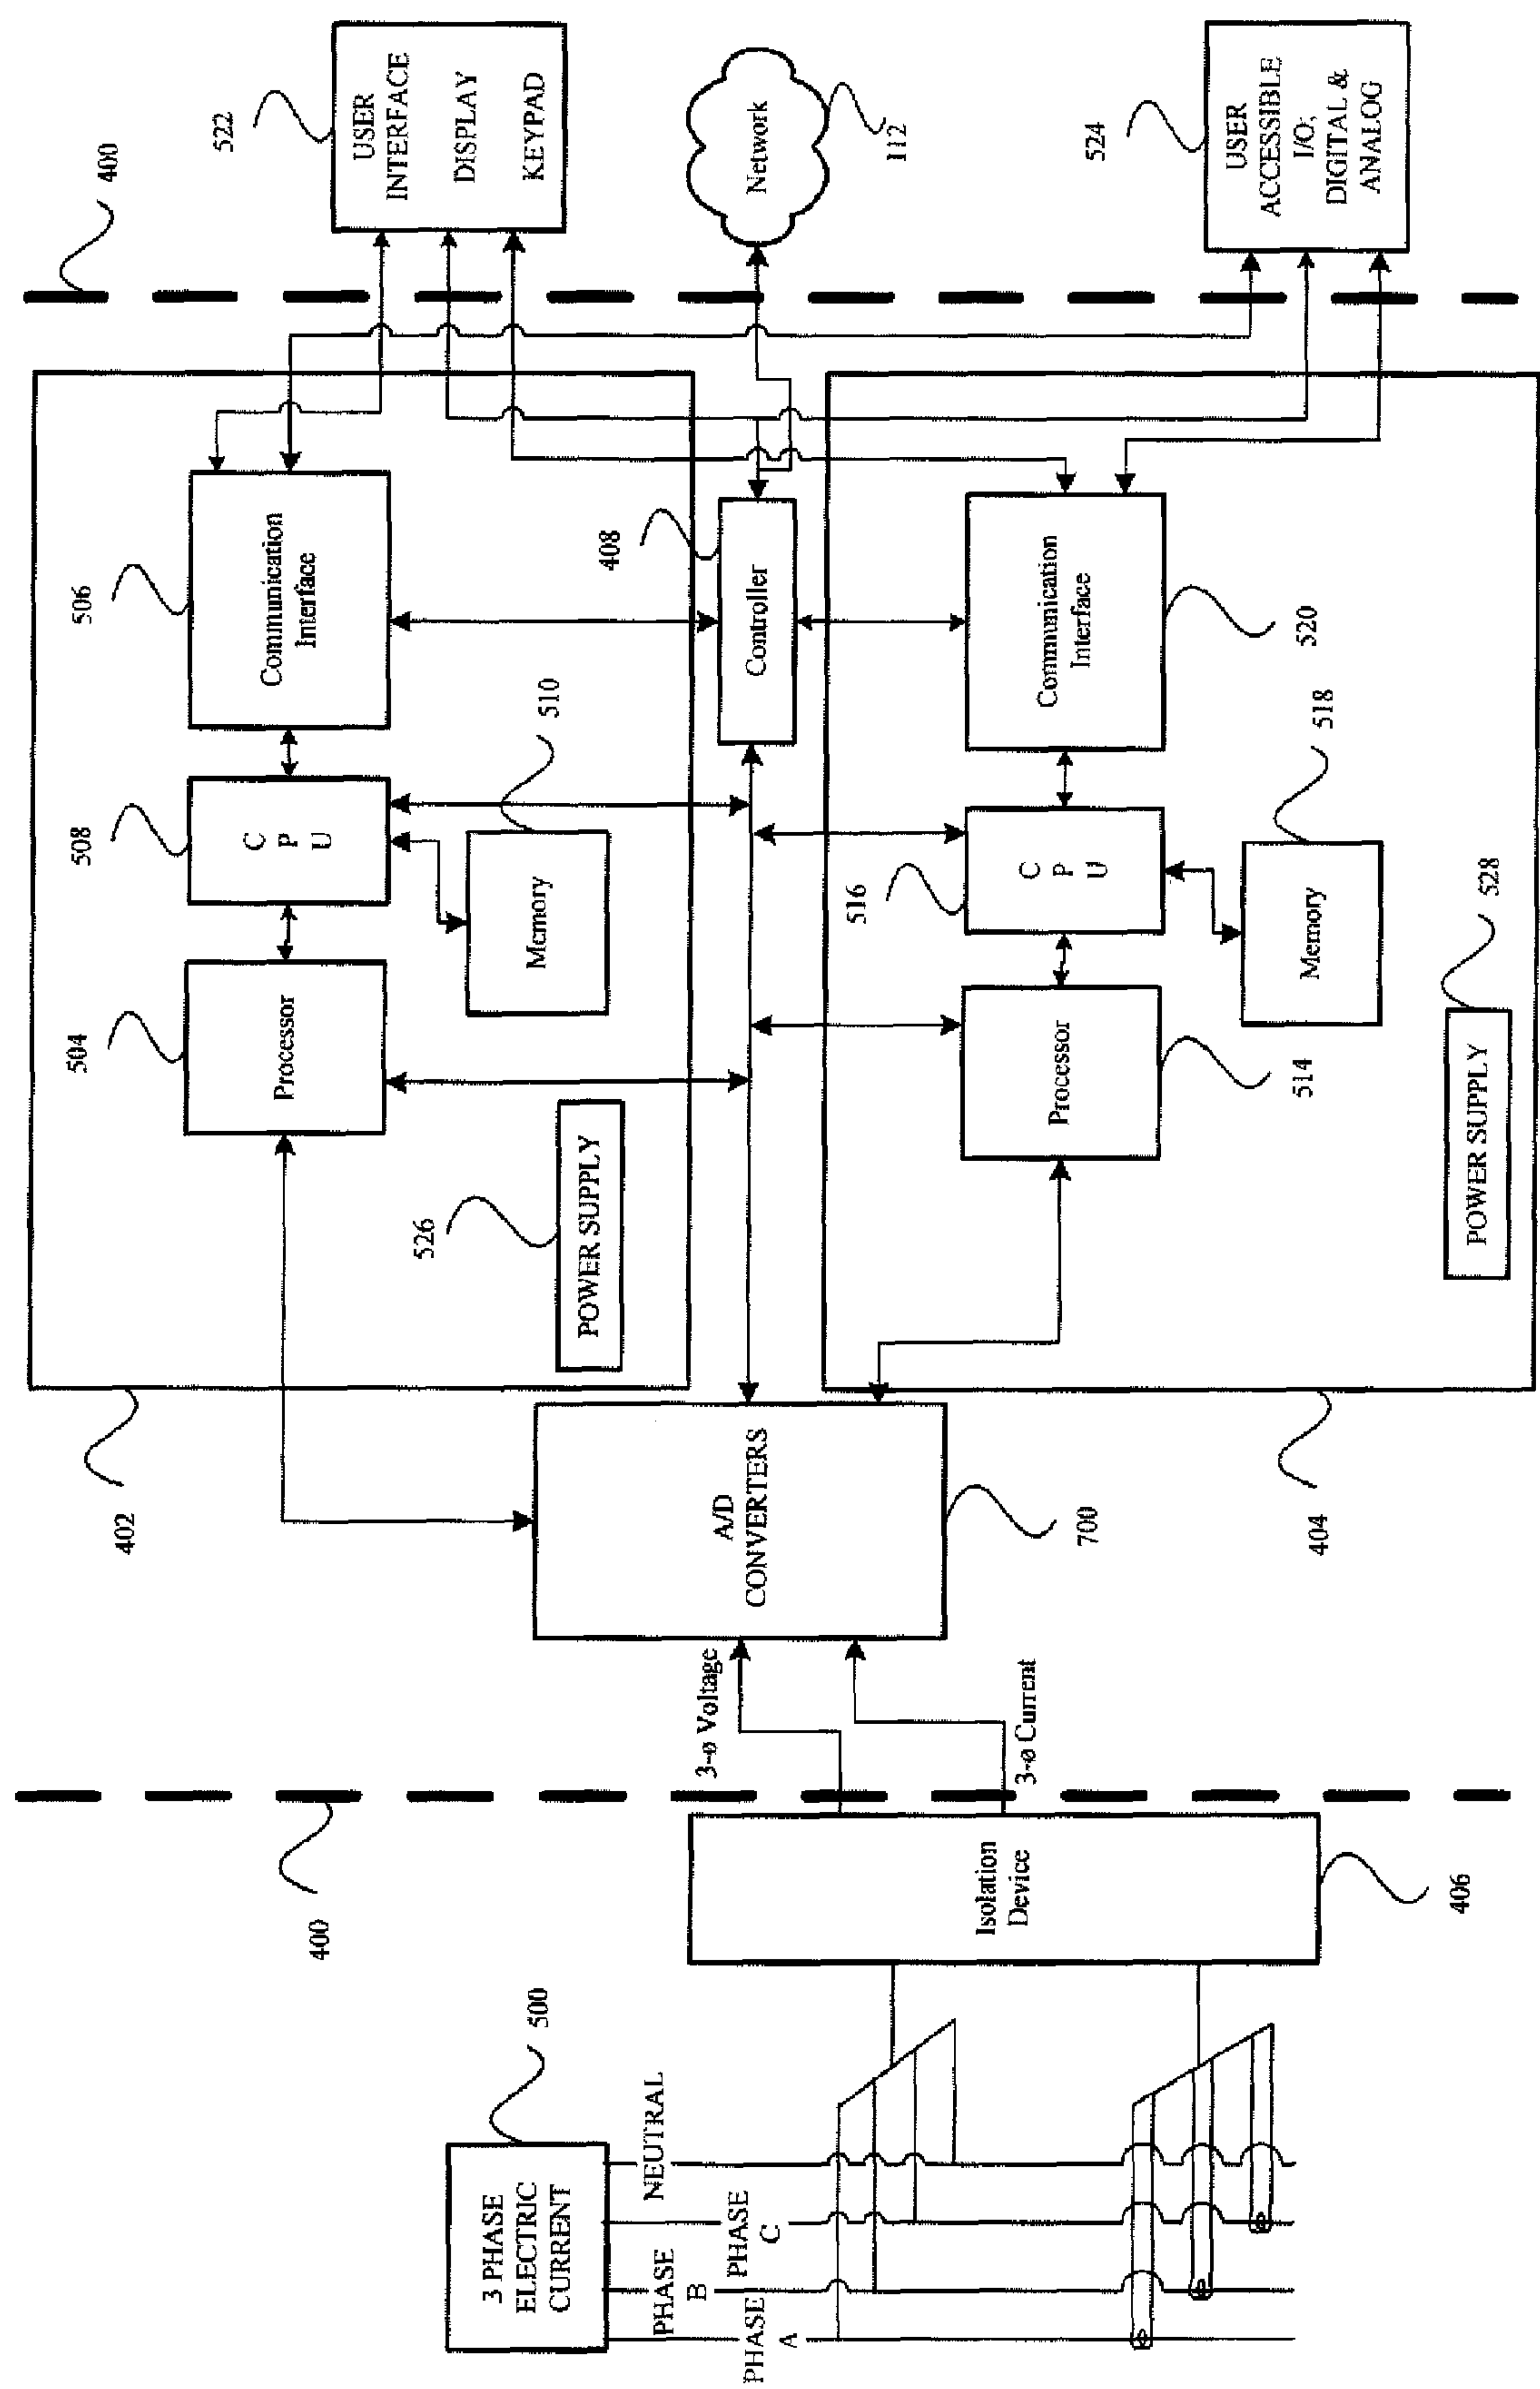 500
3 PHASE
ELECTRIC
CURRENT
NEUTRAL
PHASE
C
PHASE
B
PHASE
A
400
Isolation
Device
406
3-ø Voltage
3-ø Current
402
A/D
CONVERTERS
700
404
504
Processor
526
POWER SUPPLY
508
C
P
U
510
Memory
506
Communication
Interface
408
Controller
514
Processor
516
C
P
U
518
Memory
520
Communication
Interface
528
POWER SUPPLY
400
522
USER
INTERFACE
DISPLAY
KEYPAD
Network
112
524
USER
ACCESSIBLE
I/O;
DIGITAL &
ANALOG